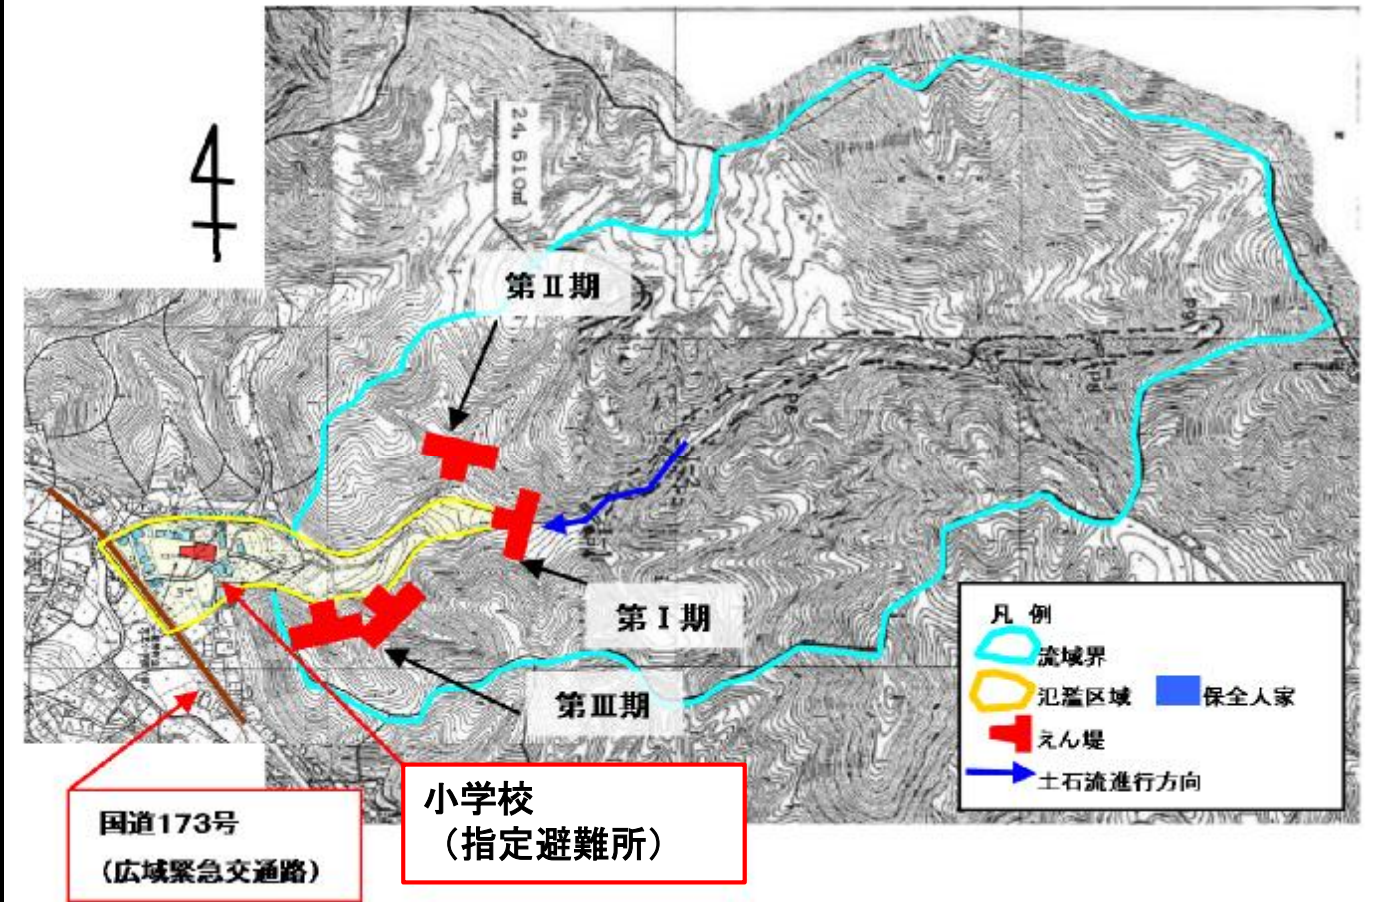 24,610㎡
第Ⅱ期
第Ⅰ期
第Ⅲ期
凡 例
流域界
氾濫区域
保全人家
えん堤
土石流進行方向
小学校
（指定避難所）
国道173号
（広域緊急交通路）